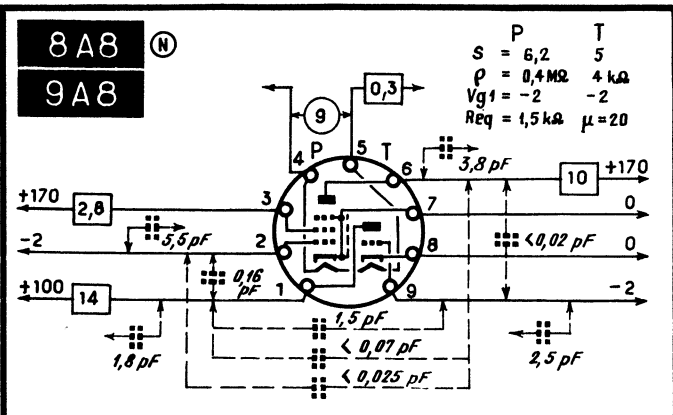 8A8
N
9A8
P T
S = 6,2 5
ρ = 0,4MΩ 4 kΩ
Vg1 = -2 -2
Req = 1,5 kΩ μ = 20
0,3
9
4 P 5 T 6
3,8 pF
10 +170
+170 2,8 3
7 0
5,5 pF
<0,02 pF
-2 2
8 0
0,16 pF
+100 14 1
9 -2
1,5 pF
1,8 pF
< 0,07 pF
2,5 pF
< 0,025 pF